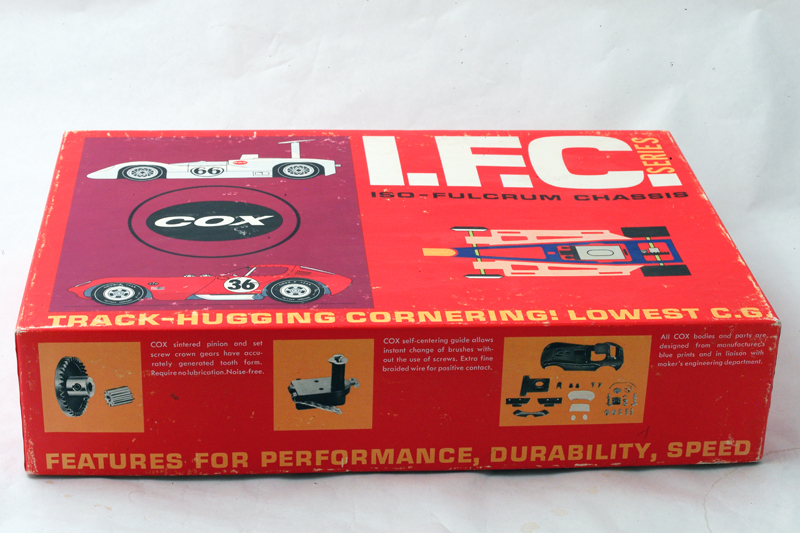 I.F.C.
SERIES
ISO-FULCRUM CHASSIS
66
COX
36
TRACK-HUGGING CORNERING! LOWEST C.G.
COX sintered pinion and set
screw crown gears have accu-
rately generated tooth form.
Require no lubrication. Noise-free.
COX self-centering guide allows
instant change of brushes with-
out the use of screws. Extra fine
braided wire for positive contact.
All COX bodies and parts are
designed from manufacturer's
blue prints and in liaison with
maker's engineering department.
FEATURES FOR PERFORMANCE, DURABILITY, SPEED